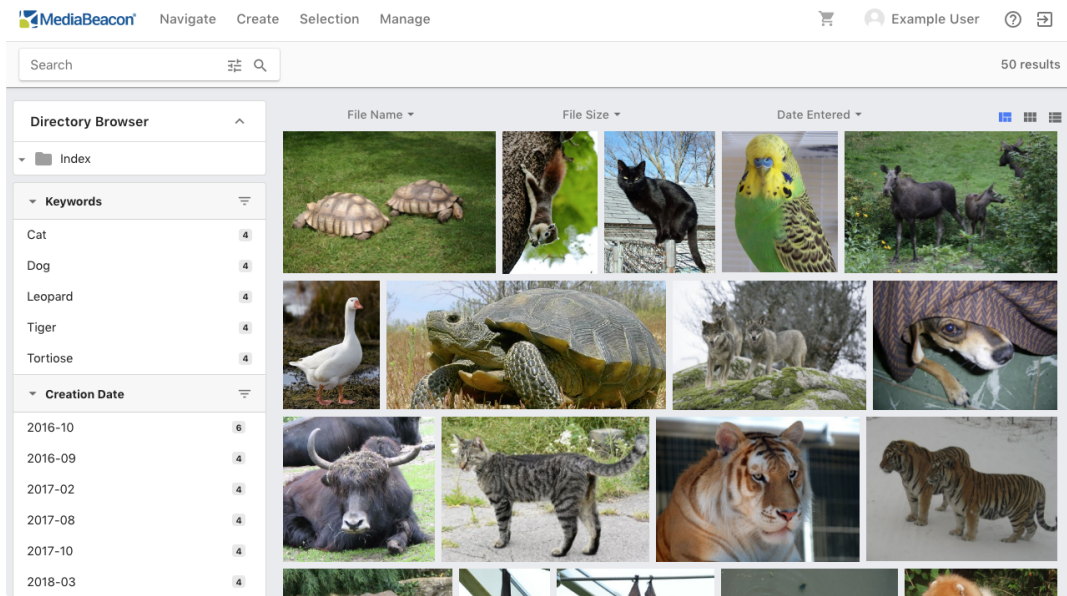 MediaBeacon® Navigate Create Selection Manage Example User
Search 50 results
Directory Browser
Index
Keywords
Cat 4
Dog 4
Leopard 4
Tiger 4
Tortiose 4
Creation Date
2016-10 6
2016-09 4
2017-02 4
2017-08 4
2017-10 4
2018-03 4
File Name File Size Date Entered